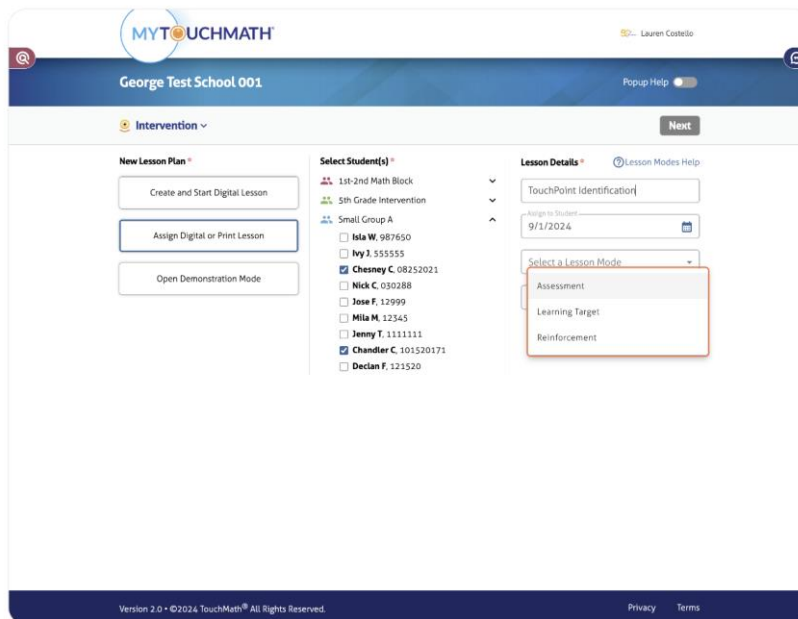 MYTOUCHMATH®
Lauren Costello
George Test School 001
Popup Help
Intervention
Next
New Lesson Plan *
Create and Start Digital Lesson
Assign Digital or Print Lesson
Open Demonstration Mode
Select Student(s) *
1st-2nd Math Block
5th Grade Intervention
Small Group A
Isla W, 987650
Ivy J, 555555
Chesney C, 08252021
Nick C, 030288
Jose F, 12999
Mila M, 12345
Jenny T, 1111111
Chandler C, 101520171
Declan F, 121520
Lesson Details *
Lesson Modes Help
TouchPoint Identification
Assign to Student
9/1/2024
Select a Lesson Mode
Assessment
Learning Target
Reinforcement
Version 2.0 • ©2024 TouchMath® All Rights Reserved.
Privacy Terms